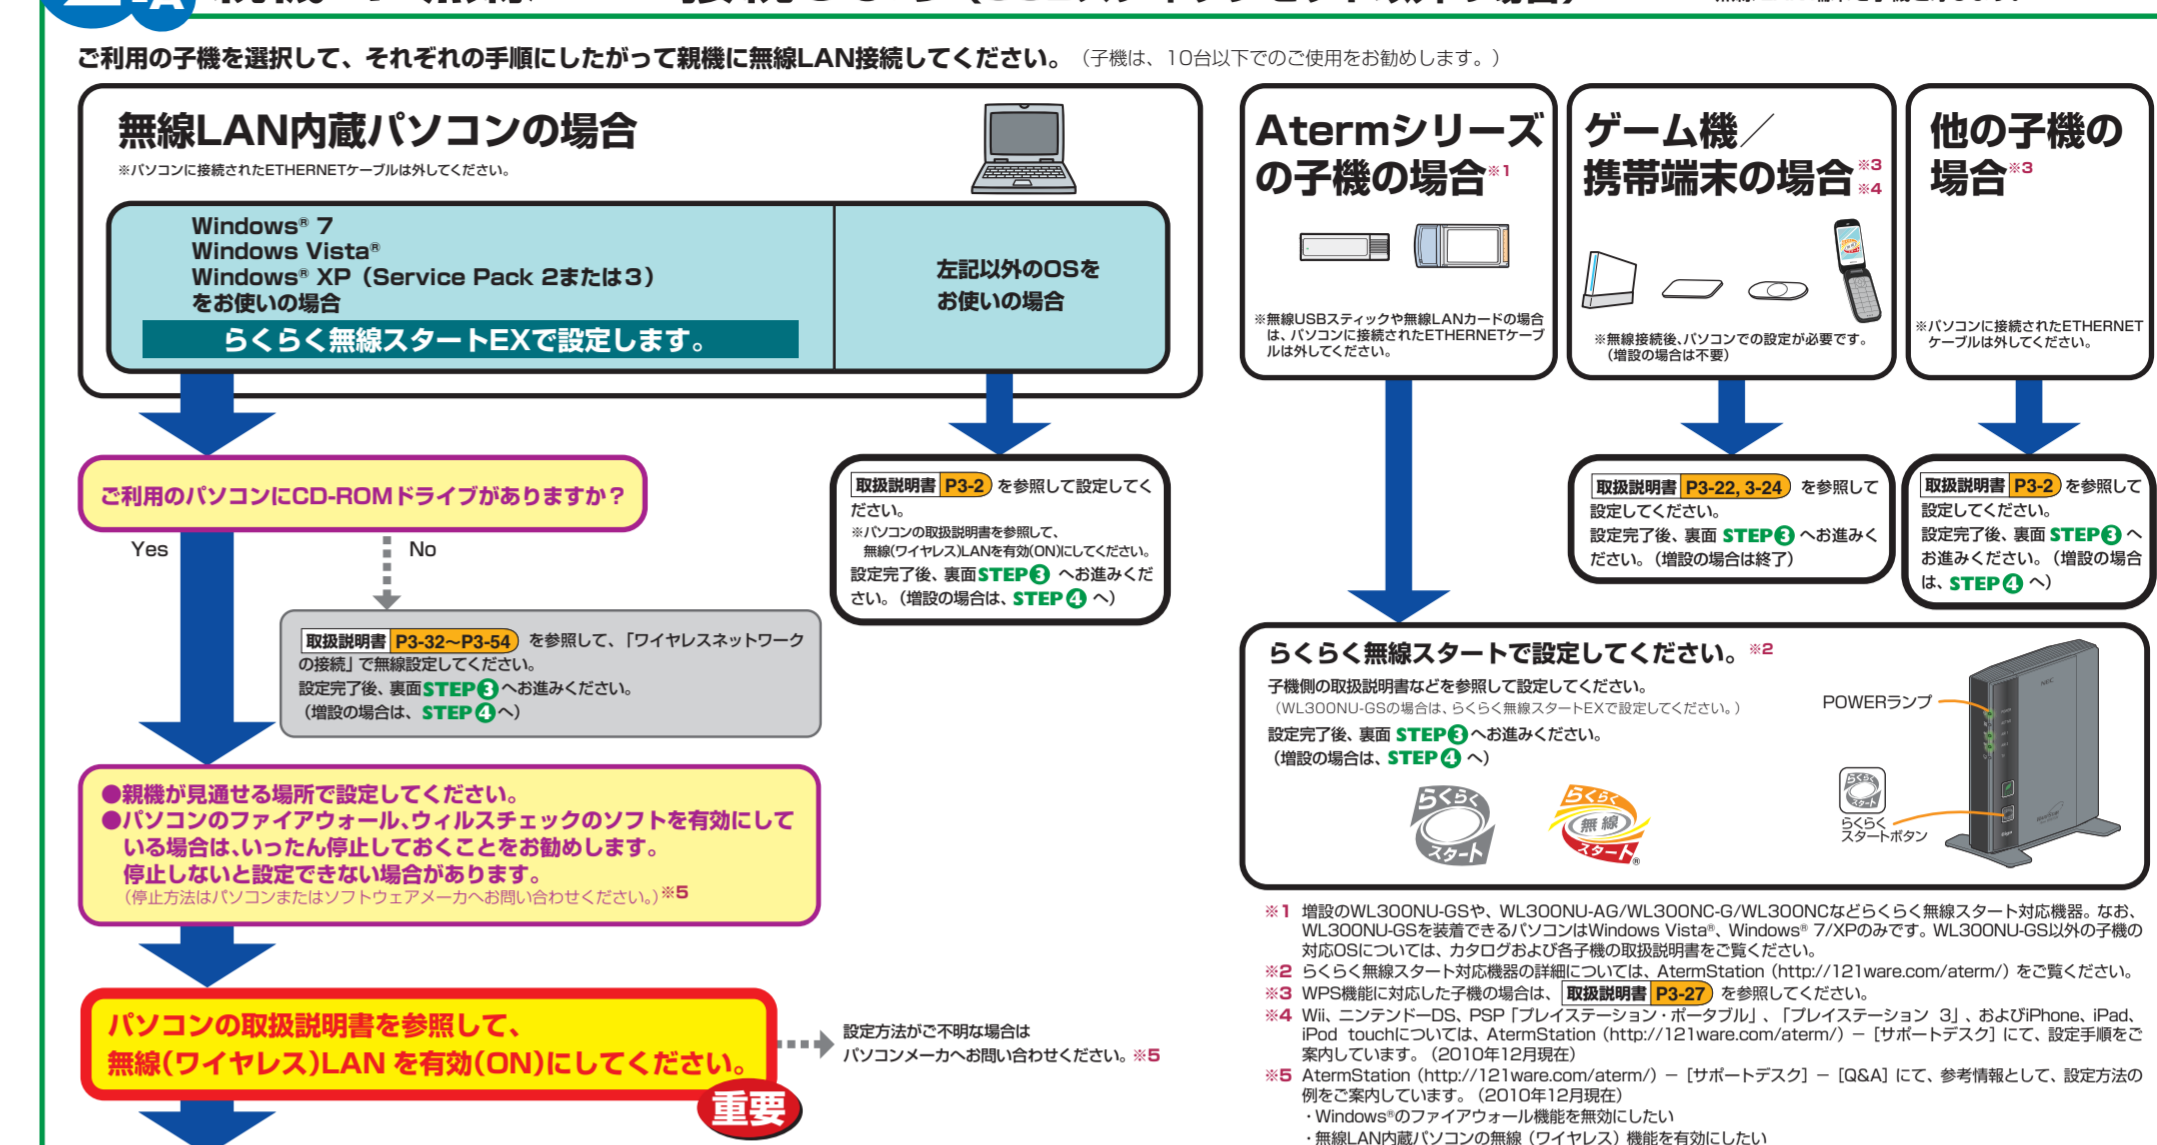 ご利用の子機を選択して、それぞれの手順にしたがって親機に無線LAN接続してください。（子機は、10台以下でのご使用をお勧めします。）
無線LAN内蔵パソコンの場合
※パソコンに接続されたETHERNETケーブルは外してください。
Windows® 7
Windows Vista®
Windows® XP（Service Pack 2または3）
をお使いの場合
らくらく無線スタートEXで設定します。
左記以外のOSを
お使いの場合
Atermシリーズ
の子機の場合※1
※無線USBスティックや無線LANカードの場合
は、パソコンに接続されたETHERNETケーブ
ルは外してください。
ゲーム機／
携帯端末の場合※3
※4
※無線接続後、パソコンでの設定が必要です。
（増設の場合は不要）
他の子機の
場合※3
※パソコンに接続されたETHERNET
ケーブルは外してください。
ご利用のパソコンにCD-ROMドライブがありますか？
Yes
No
取扱説明書 P3-32～P3-54 を参照して、「ワイヤレスネットワーク
の接続」で無線設定してください。
設定完了後、裏面STEP3へお進みください。
（増設の場合は、STEP4へ）
取扱説明書 P3-2 を参照して設定してく
ださい。
※パソコンの取扱説明書を参照して、
無線(ワイヤレス)LANを有効(ON)にしてください。
設定完了後、裏面STEP3 へお進みくだ
さい。（増設の場合は、STEP4 へ）
取扱説明書 P3-22, 3-24 を参照して
設定してください。
設定完了後、裏面 STEP3 へお進みく
ださい。（増設の場合は終了）
取扱説明書 P3-2 を参照して
設定してください。
設定完了後、裏面 STEP3 へ
お進みください。（増設の場合
は、STEP4 へ）
●親機が見通せる場所で設定してください。
●パソコンのファイアウォール、ウィルスチェックのソフトを有効にして
いる場合は、いったん停止しておくことをお勧めします。
停止しないと設定できない場合があります。
（停止方法はパソコンまたはソフトウェアメーカへお問い合わせください。）※5
パソコンの取扱説明書を参照して、
無線(ワイヤレス)LAN を有効(ON)にしてください。
重要
設定方法がご不明な場合は
パソコンメーカへお問い合わせください。※5
らくらく無線スタートで設定してください。※2
子機側の取扱説明書などを参照して設定してください。
（WL300NU-GSの場合は、らくらく無線スタートEXで設定してください。）
設定完了後、裏面 STEP3へお進みください。
（増設の場合は、STEP4 へ）
らくらく
スタート
らくらく
無線
スタート®
POWERランプ
らくらく
スタート
らくらく
スタートボタン
※1 増設のWL300NU-GSや、WL300NU-AG/WL300NC-G/WL300NCなどらくらく無線スタート対応機器。なお、
WL300NU-GSを装着できるパソコンはWindows Vista®、Windows® 7/XPのみです。WL300NU-GS以外の子機の
対応OSについては、カタログおよび各子機の取扱説明書をご覧ください。
※2 らくらく無線スタート対応機器の詳細については、AtermStation（http://121ware.com/aterm/）をご覧ください。
※3 WPS機能に対応した子機の場合は、取扱説明書 P3-27 を参照してください。
※4 Wii、ニンテンドーDS、PSP「プレイステーション・ポータブル」、「プレイステーション 3」、およびiPhone、iPad、
iPod touchについては、AtermStation（http://121ware.com/aterm/）－［サポートデスク］にて、設定手順をご
案内しています。（2010年12月現在）
※5 AtermStation（http://121ware.com/aterm/）－［サポートデスク］－［Q&A］にて、参考情報として、設定方法の
例をご案内しています。（2010年12月現在）
・Windows®のファイアウォール機能を無効にしたい
・無線LAN内蔵パソコンの無線（ワイヤレス）機能を有効にしたい